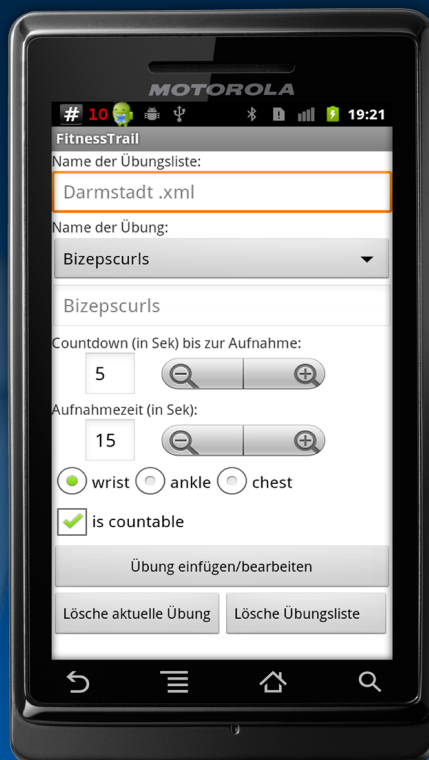 MOTOROLA
# 10 19:21
FitnessTrail
Name der Übungsliste:
Darmstadt .xml
Name der Übung:
Bizepscurls
Bizepscurls
Countdown (in Sek) bis zur Aufnahme:
5
Aufnahmezeit (in Sek):
15
wrist ankle chest
is countable
Übung einfügen/bearbeiten
Lösche aktuelle Übung Lösche Übungsliste